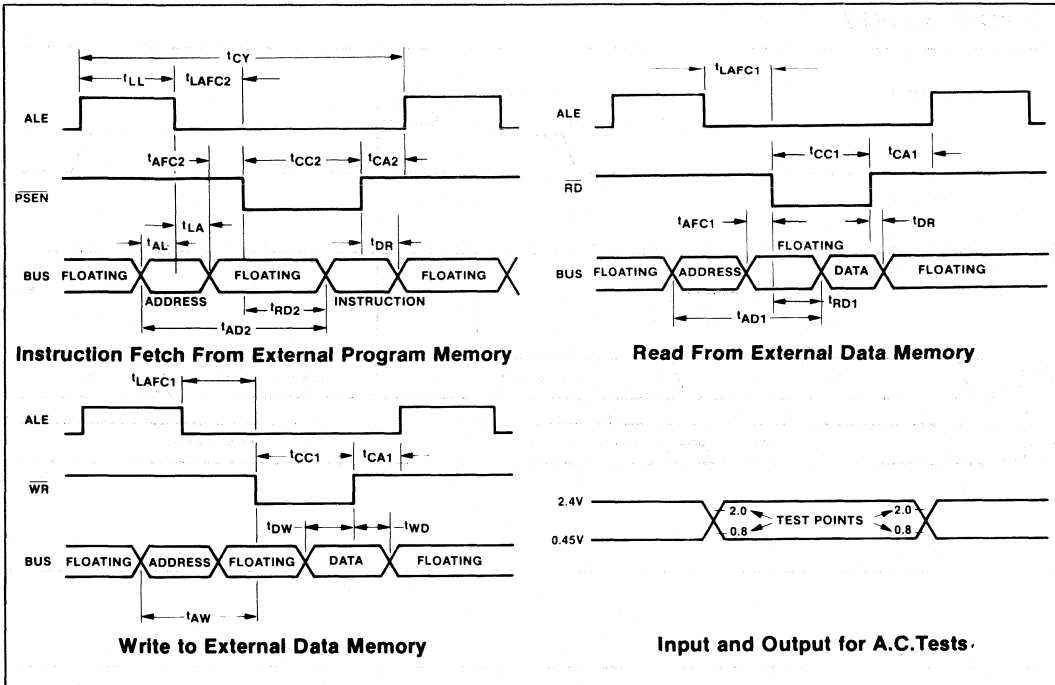 tCY
tLL
tLAFC2
ALE
tAFC2
tCC2
tCA2
PSEN
tLA
tAL
tDR
BUS FLOATING FLOATING FLOATING
ADDRESS INSTRUCTION
tRD2
tAD2
Instruction Fetch From External Program Memory
tLAFC1
ALE
tCC1
tCA1
RD
tAFC1
tDR
FLOATING
BUS FLOATING ADDRESS DATA FLOATING
tRD1
tAD1
Read From External Data Memory
tLAFC1
ALE
tCC1
tCA1
WR
tDW
tWD
BUS FLOATING ADDRESS FLOATING DATA FLOATING
tAW
Write to External Data Memory
2.4V
2.0 TEST POINTS 2.0
0.8 0.8
0.45V
Input and Output for A.C.Tests.